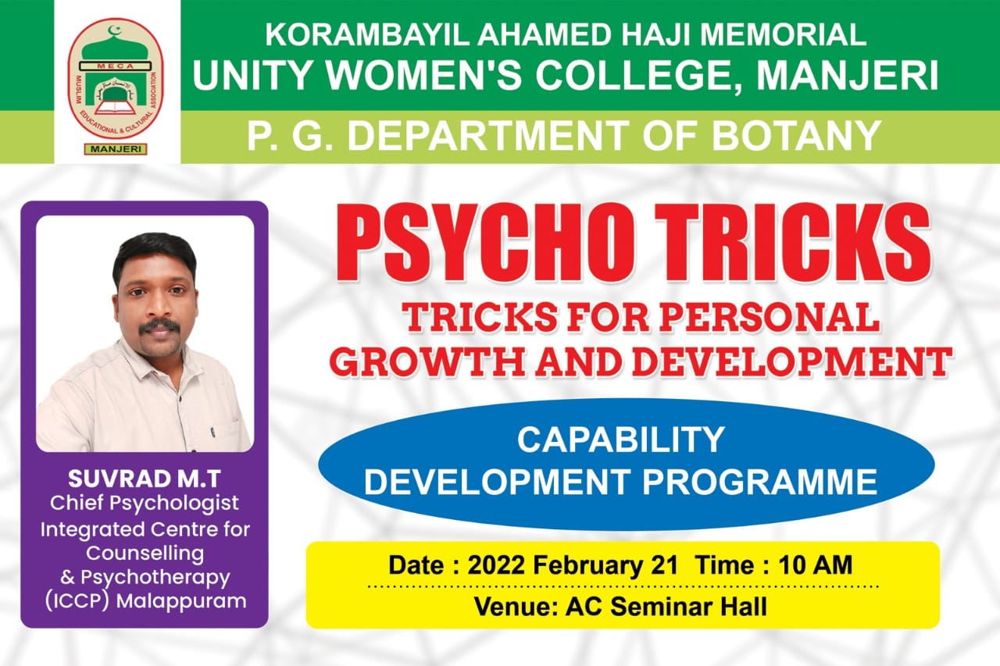 KORAMBAYIL AHAMED HAJI MEMORIAL
UNITY WOMEN'S COLLEGE, MANJERI
P. G. DEPARTMENT OF BOTANY
MECA
MUSLIM EDUCATIONAL & CULTURAL ASSOCIATION
MANJERI
PSYCHO TRICKS
TRICKS FOR PERSONAL
GROWTH AND DEVELOPMENT
CAPABILITY
DEVELOPMENT PROGRAMME
SUVRAD M.T
Chief Psychologist
Integrated Centre for
Counselling
& Psychotherapy
(ICCP) Malappuram
Date : 2022 February 21 Time : 10 AM
Venue: AC Seminar Hall